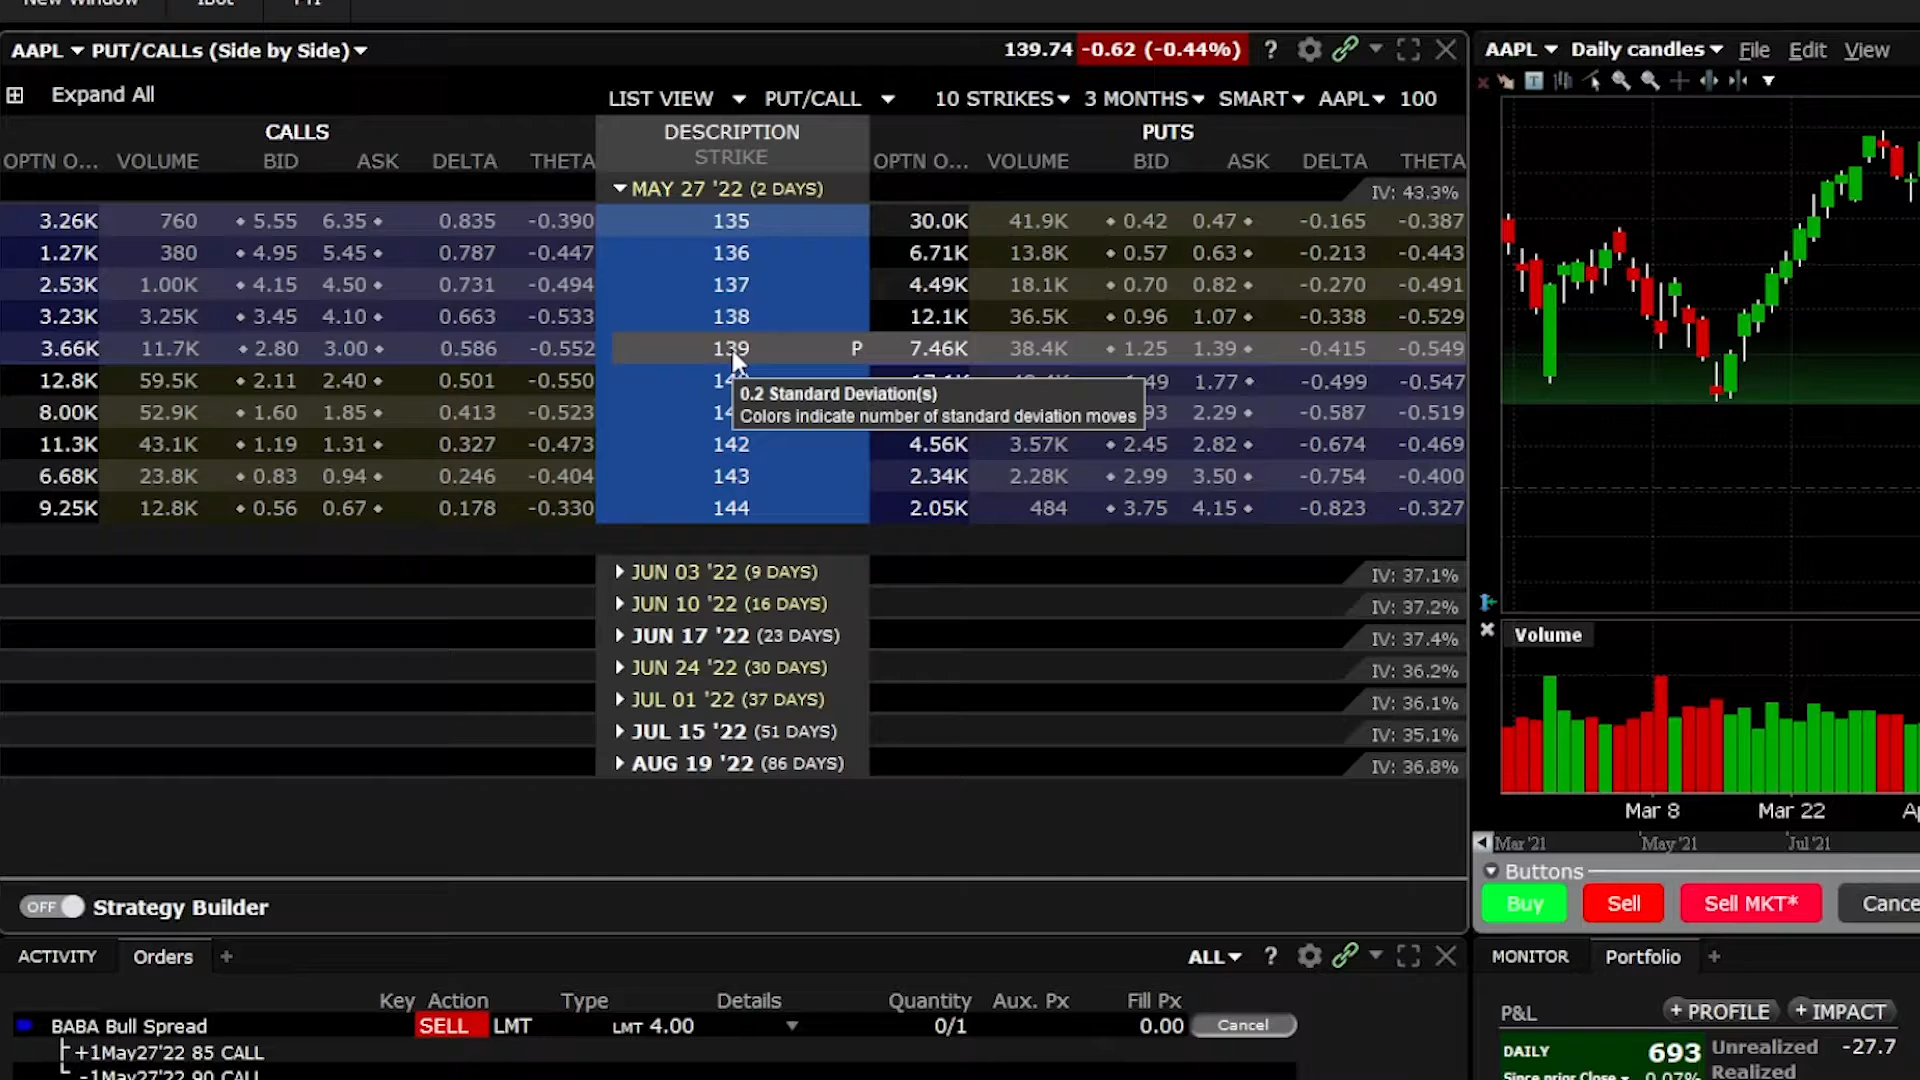 New Window IBot FYI
AAPL PUT/CALLs (Side by Side) 139.74 -0.62 (-0.44%) ?
Expand All
LIST VIEW PUT/CALL 10 STRIKES 3 MONTHS SMART AAPL 100
CALLS DESCRIPTION PUTS
STRIKE
OPTN O... VOLUME BID ASK DELTA THETA OPTN O... VOLUME BID ASK DELTA THETA
MAY 27 '22 (2 DAYS) IV: 43.3%
3.26K 760 5.55 6.35 0.835 -0.390 135 30.0K 41.9K 0.42 0.47 -0.165 -0.387
1.27K 380 4.95 5.45 0.787 -0.447 136 6.71K 13.8K 0.57 0.63 -0.213 -0.443
2.53K 1.00K 4.15 4.50 0.731 -0.494 137 4.49K 18.1K 0.70 0.82 -0.270 -0.491
3.23K 3.25K 3.45 4.10 0.663 -0.533 138 12.1K 36.5K 0.96 1.07 -0.338 -0.529
3.66K 11.7K 2.80 3.00 0.586 -0.552 139 P 7.46K 38.4K 1.25 1.39 -0.415 -0.549
12.8K 59.5K 2.11 2.40 0.501 -0.550 1.77 -0.499 -0.547
0.2 Standard Deviation(s)
Colors indicate number of standard deviation moves
8.00K 52.9K 1.60 1.85 0.413 -0.523 2.29 -0.587 -0.519
11.3K 43.1K 1.19 1.31 0.327 -0.473 142 4.56K 3.57K 2.45 2.82 -0.674 -0.469
6.68K 23.8K 0.83 0.94 0.246 -0.404 143 2.34K 2.28K 2.99 3.50 -0.754 -0.400
9.25K 12.8K 0.56 0.67 0.178 -0.330 144 2.05K 484 3.75 4.15 -0.823 -0.327
JUN 03 '22 (9 DAYS) IV: 37.1%
JUN 10 '22 (16 DAYS) IV: 37.2%
JUN 17 '22 (23 DAYS) IV: 37.4%
JUN 24 '22 (30 DAYS) IV: 36.2%
JUL 01 '22 (37 DAYS) IV: 36.1%
JUL 15 '22 (51 DAYS) IV: 35.1%
AUG 19 '22 (86 DAYS) IV: 36.8%
OFF Strategy Builder
ACTIVITY Orders + ALL ?
Key Action Type Details Quantity Aux. Px Fill Px
BABA Bull Spread SELL LMT LMT 4.00 0/1 0.00 Cancel
+1May27'22 85 CALL
-1May27'22 90 CALL
AAPL Daily candles File Edit View
T
Volume
Mar 8 Mar 22
Mar '21 May '21 Jul '21
Buttons
Buy Sell Sell MKT* Cance
MONITOR Portfolio +
P&L + PROFILE + IMPACT
DAILY 693 Unrealized -27.7
Since prior Close 0.07% Realized